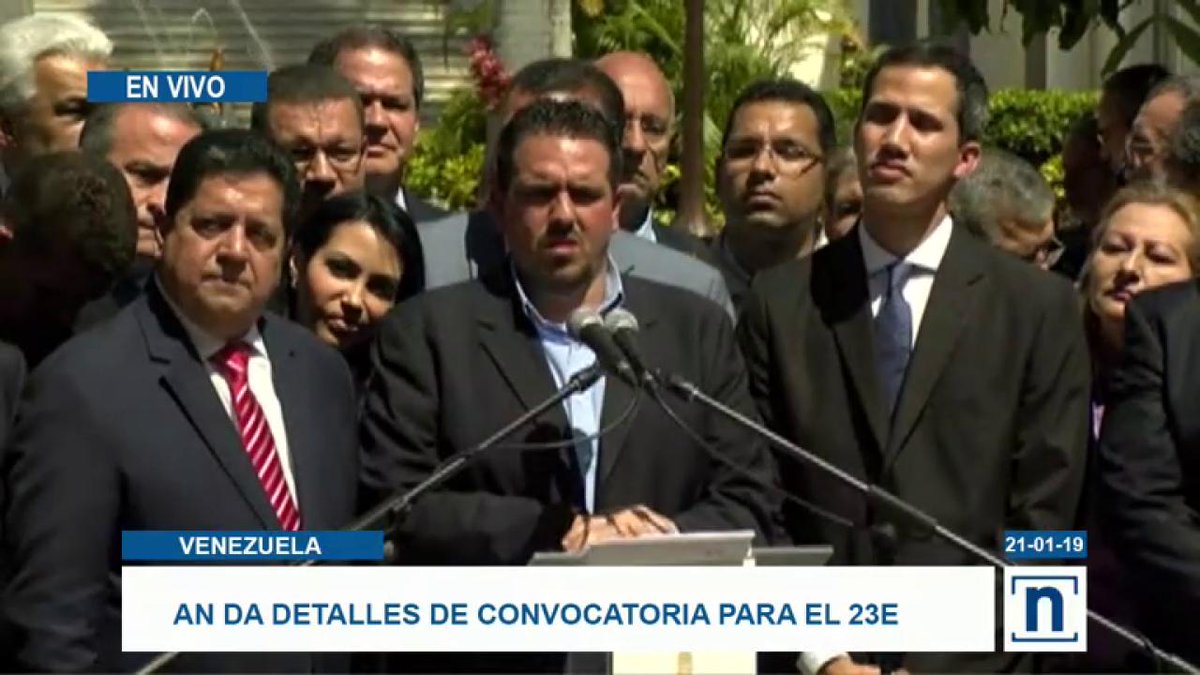 EN VIVO
VENEZUELA
21-01-19
AN DA DETALLES DE CONVOCATORIA PARA EL 23E
n